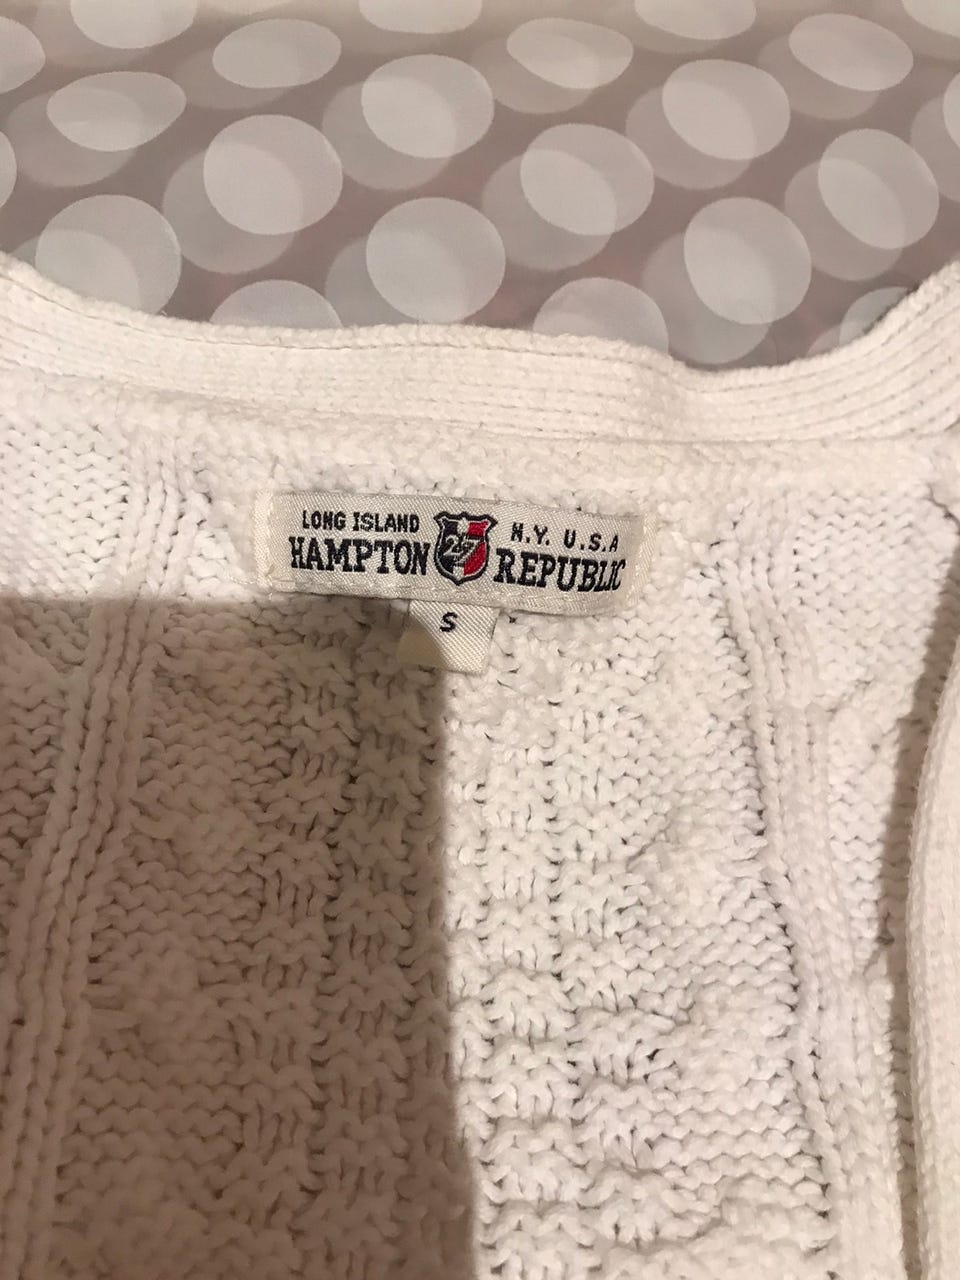 LONG ISLAND N.Y. U.S.A
HAMPTON 27 REPUBLIC
S